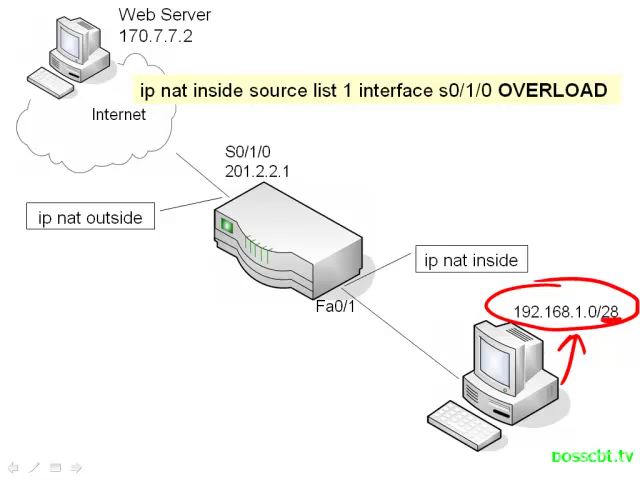 Web Server
170.7.7.2
ip nat inside source list 1 interface s0/1/0 OVERLOAD
Internet
S0/1/0
201.2.2.1
ip nat outside
ip nat inside
Fa0/1
192.168.1.0/28
Bosscbt.tv